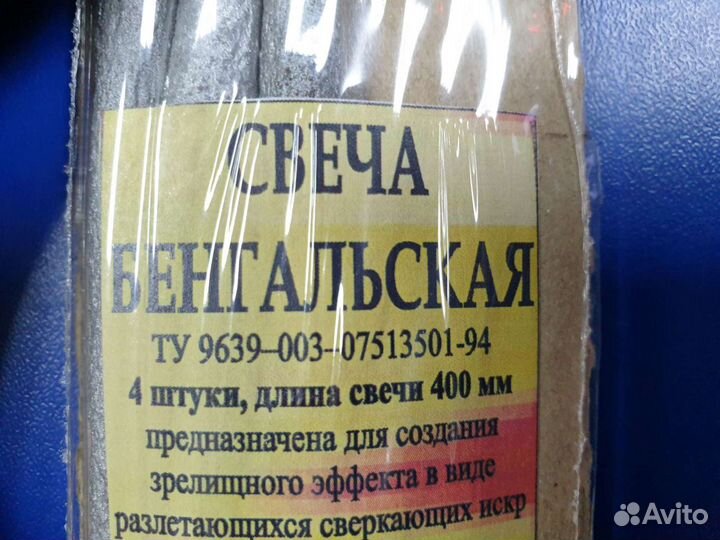 СВЕЧА
БЕНГАЛЬСКАЯ
ТУ 9639-003-07513501-94
4 штуки, длина свечи 400 мм
предназначена для создания
зрелищного эффекта в виде
разлетающихся сверкающих искр
Avito